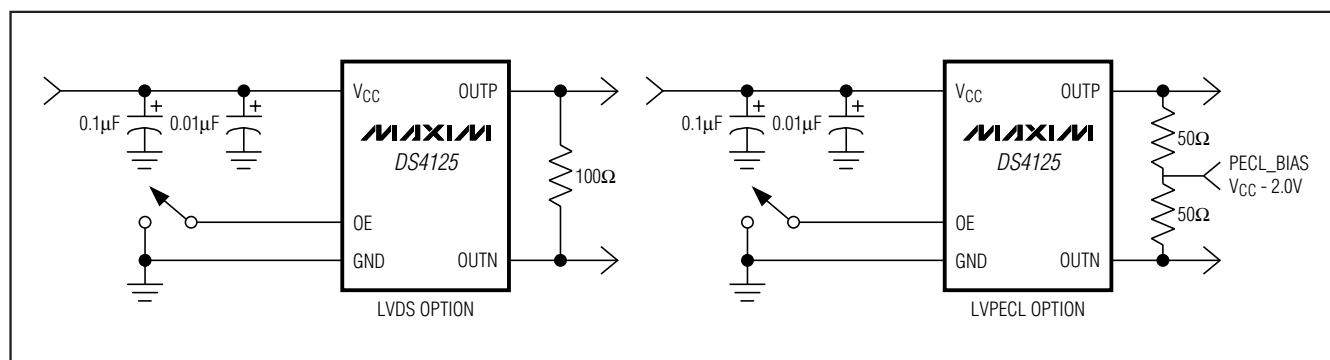 VCC OUTP
0.1µF + 0.01µF +
MAXIM
DS4125
100Ω
OE
GND OUTN
LVDS OPTION
VCC OUTP
0.1µF + 0.01µF +
MAXIM
DS4125
50Ω
PECL_BIAS
VCC - 2.0V
50Ω
OE
GND OUTN
LVPECL OPTION